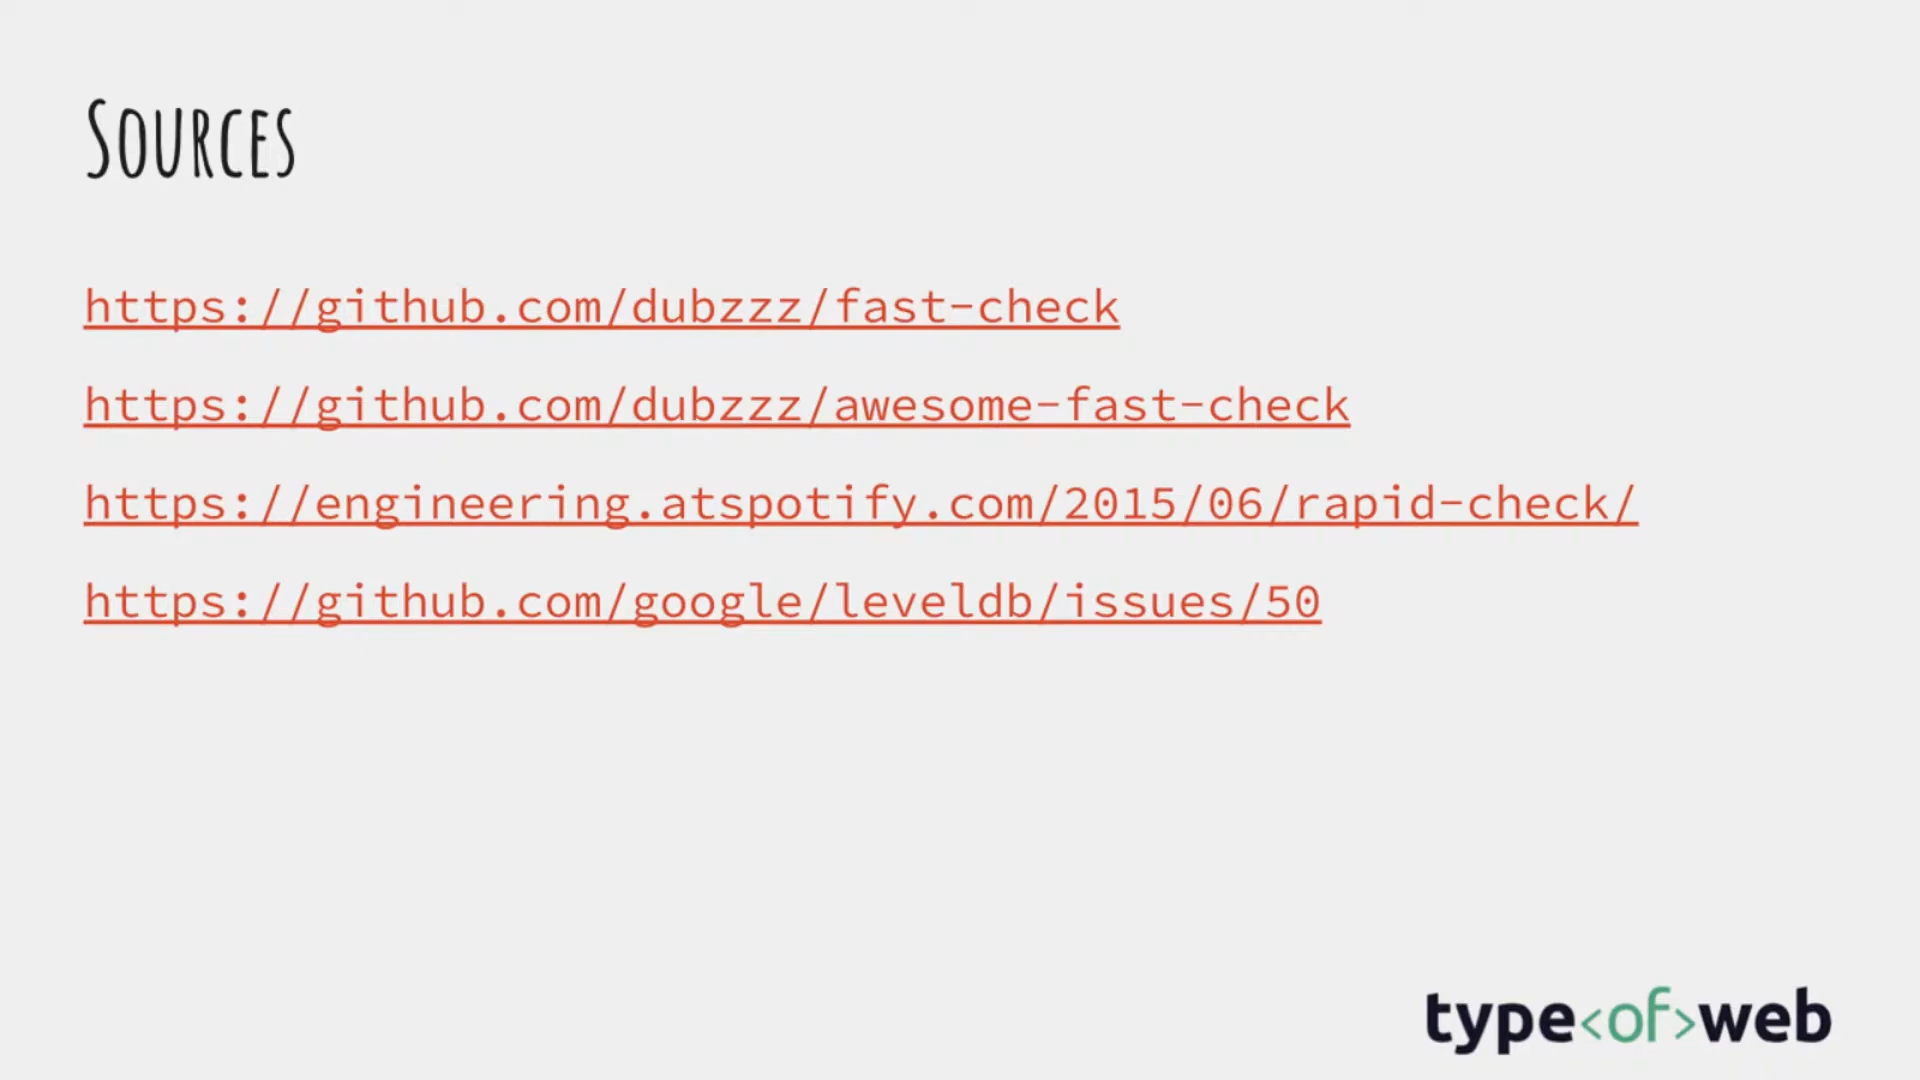 Sources
https://github.com/dubzzz/fast-check
https://github.com/dubzzz/awesome-fast-check
https://engineering.atspotify.com/2015/06/rapid-check/
https://github.com/google/leveldb/issues/50
type<of>web